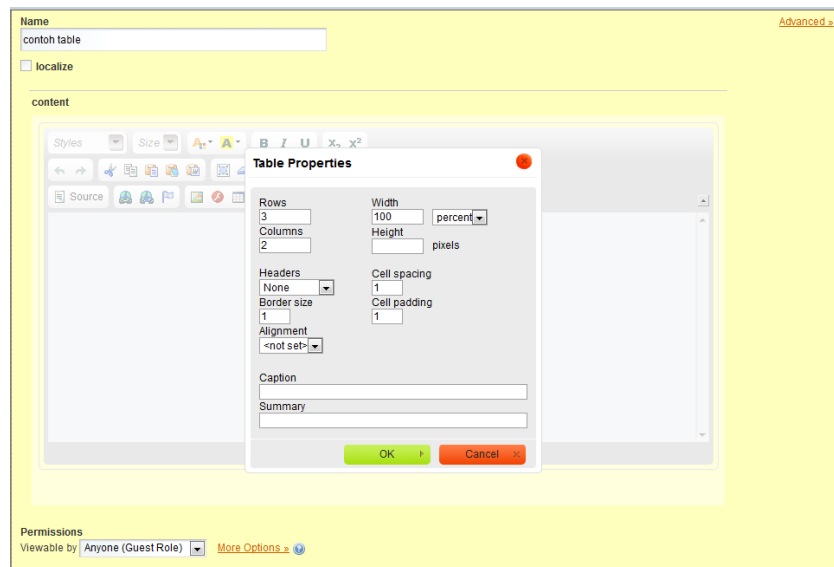 Name
Advanced »
contoh table
localize
content
Styles Size A A B I U X₂ X²
Source
Table Properties
Rows Width
3 100 percent
Columns Height
2 pixels
Headers Cell spacing
None 1
Border size Cell padding
1 1
Alignment
<not set>
Caption
Summary
OK Cancel
Permissions
Viewable by Anyone (Guest Role) More Options »